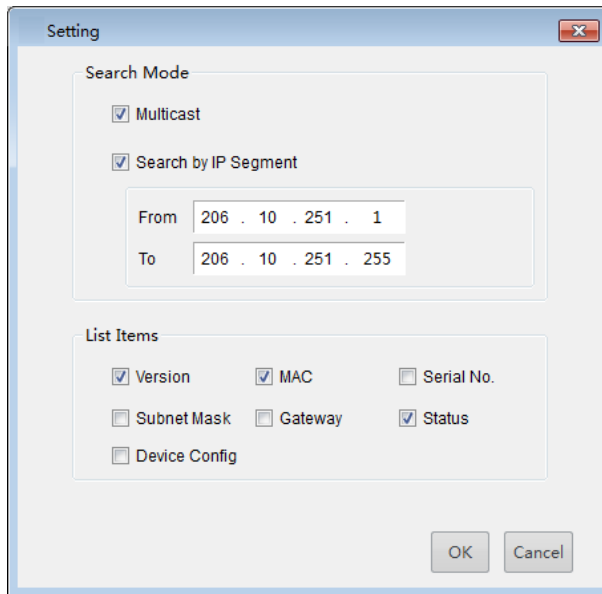 Setting
Search Mode
Multicast
Search by IP Segment
From 206 . 10 . 251 . 1
To 206 . 10 . 251 . 255
List Items
Version MAC Serial No.
Subnet Mask Gateway Status
Device Config
OK Cancel